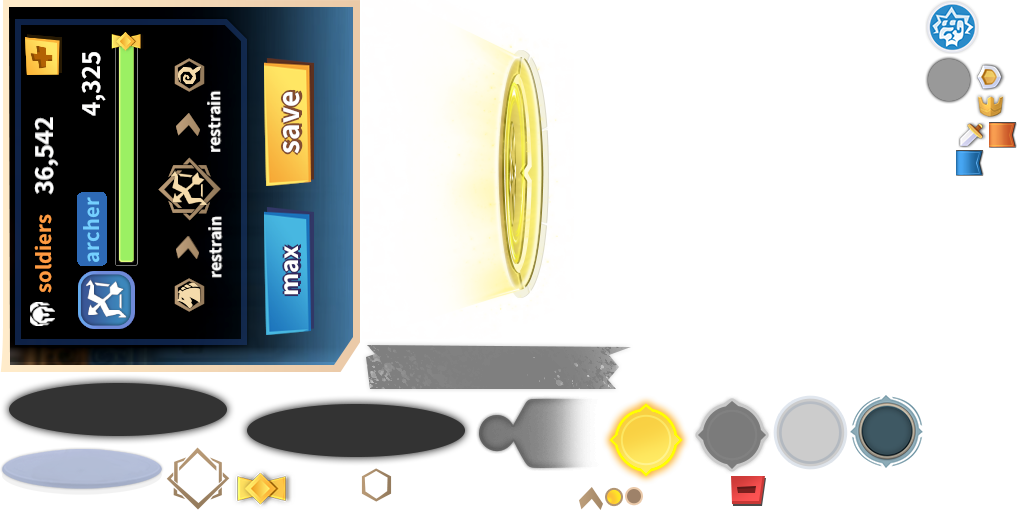 soldiers 36,542
archer 4,325
restrain restrain
max save